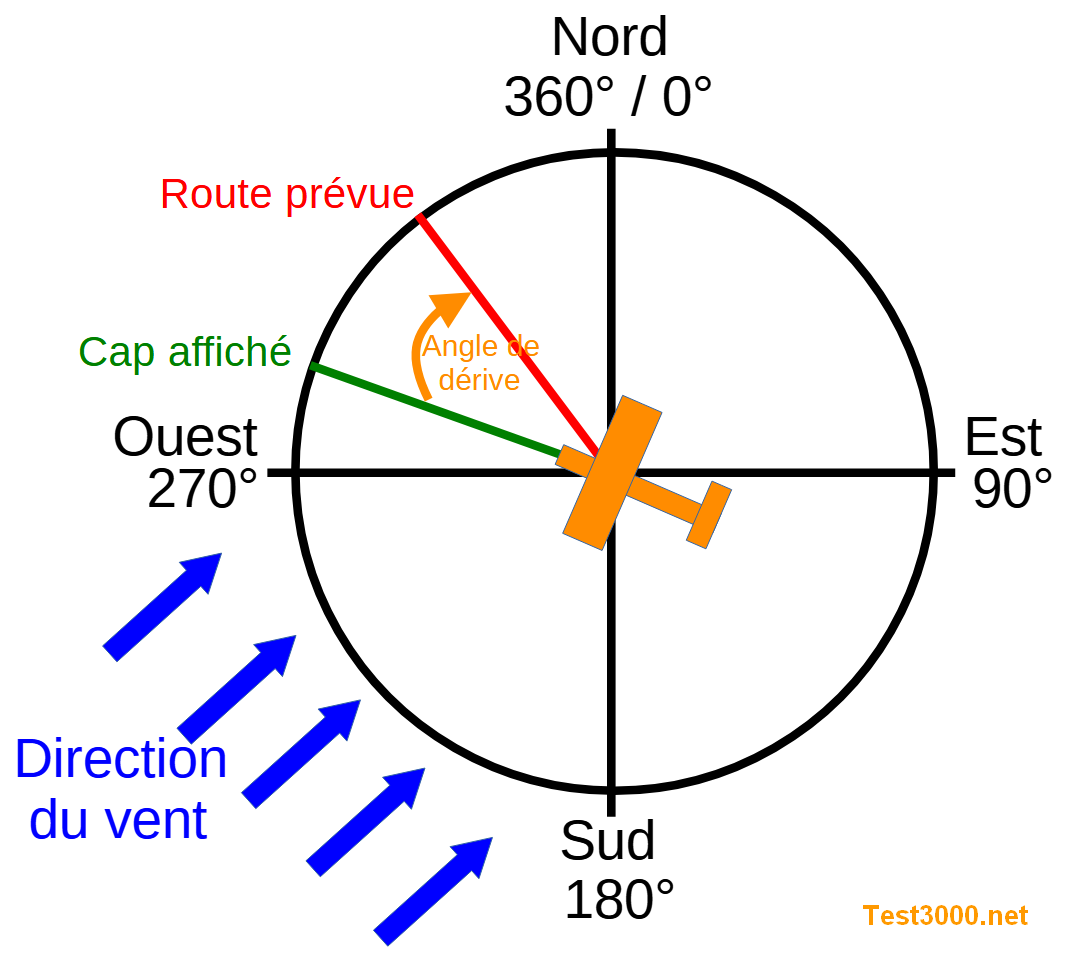 Nord
360° / 0°
Route prévue
Cap affiché
Angle de
dérive
Ouest
270°
Est
90°
Direction
du vent
Sud
180°
Test3000.net